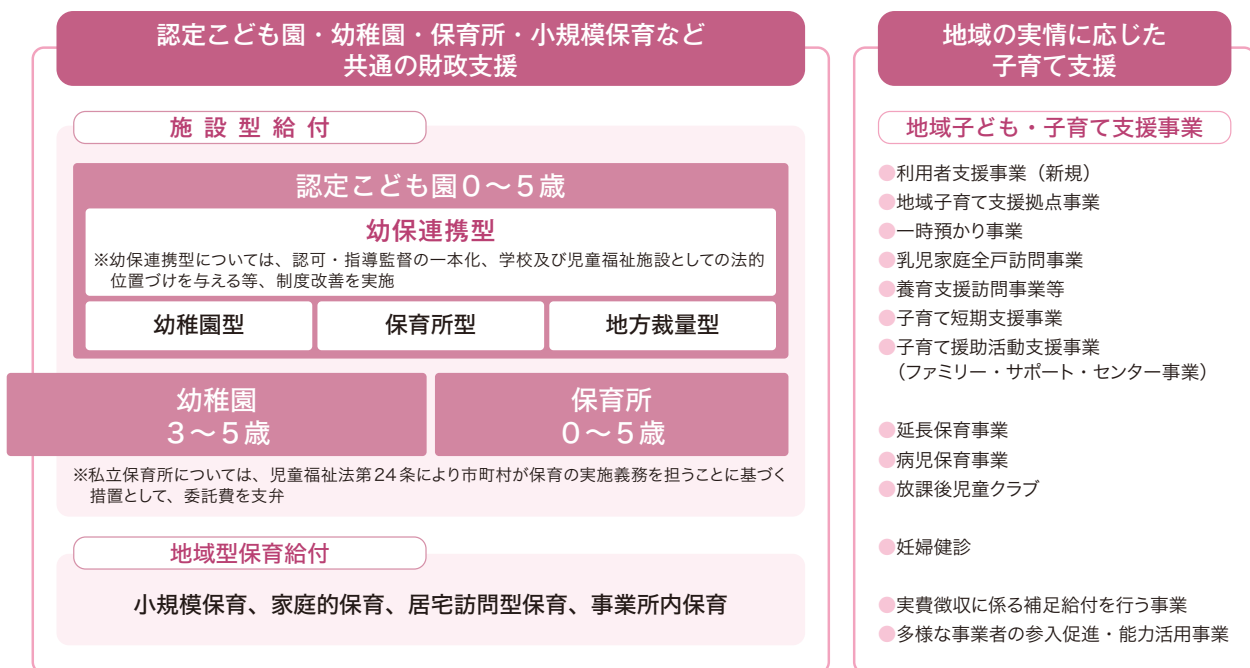 認定こども園・幼稚園・保育所・小規模保育など
共通の財政支援
施設型給付
認定こども園０～５歳
幼保連携型
※幼保連携型については、認可・指導監督の一本化、学校及び児童福祉施設としての法的
位置づけを与える等、制度改善を実施
幼稚園型
保育所型
地方裁量型
幼稚園
３～５歳
保育所
０～５歳
※私立保育所については、児童福祉法第24条により市町村が保育の実施義務を担うことに基づく
措置として、委託費を支弁
地域型保育給付
小規模保育、家庭的保育、居宅訪問型保育、事業所内保育
地域の実情に応じた
子育て支援
地域子ども・子育て支援事業
●利用者支援事業（新規）
●地域子育て支援拠点事業
●一時預かり事業
●乳児家庭全戸訪問事業
●養育支援訪問事業等
●子育て短期支援事業
●子育て援助活動支援事業
（ファミリー・サポート・センター事業）
●延長保育事業
●病児保育事業
●放課後児童クラブ
●妊婦健診
●実費徴収に係る補足給付を行う事業
●多様な事業者の参入促進・能力活用事業